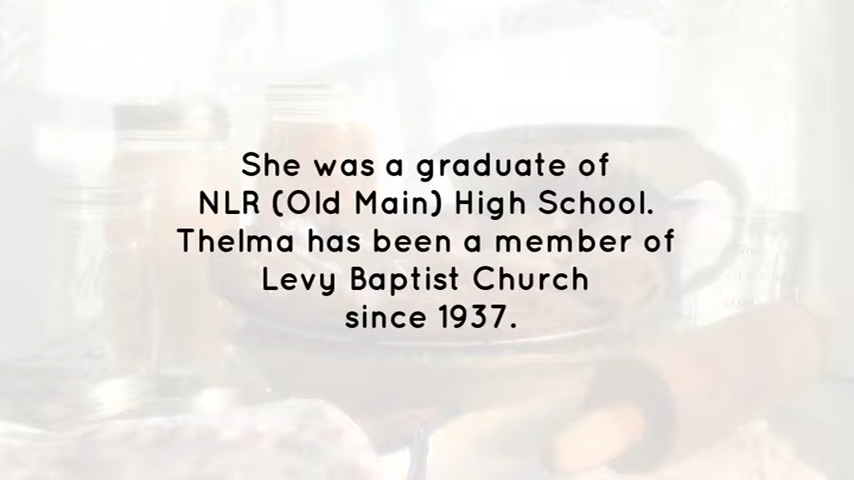 She was a graduate of
NLR (Old Main) High School.
Thelma has been a member of
Levy Baptist Church
since 1937.